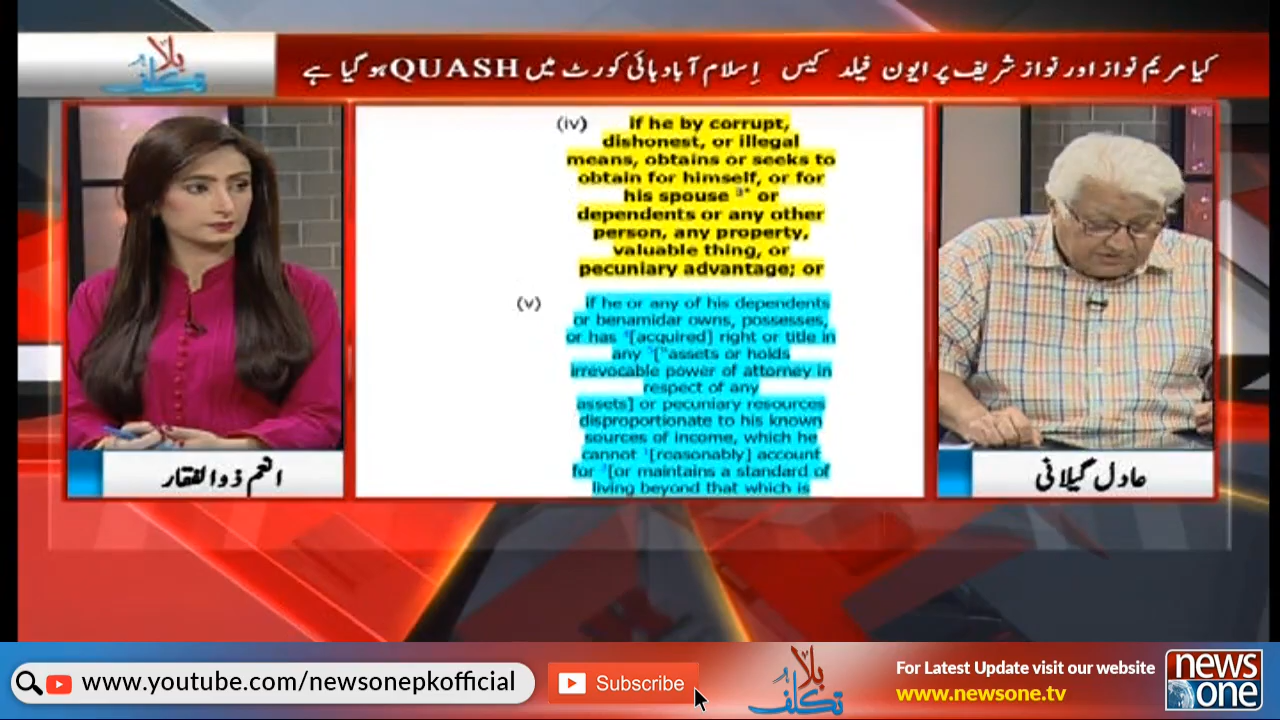 بلا
تکلف
کیا مریم نواز اور نواز شریف پر ایون فیلڈ کیس اِسلام آباد ہائی کورٹ میں QUASH ہو گیا ہے
(iv) if he by corrupt,
dishonest, or illegal
means, obtains or seeks to
obtain for himself, or for
his spouse 3* or
dependents or any other
person, any property,
valuable thing, or
pecuniary advantage; or
(v) if he or any of his dependents
or benamidar owns, possesses,
or has [acquired] right or title in
any ["assets or holds
irrevocable power of attorney in
respect of any
assets] or pecuniary resources
disproportionate to his known
sources of income, which he
cannot [reasonably] account
for [or maintains a standard of
living beyond that which is
انعم ذوالفقار
عادل گیلانی
www.youtube.com/newsonepkofficial
Subscribe
بلا
تکلف
For Latest Update visit our website
www.newsone.tv
news
one